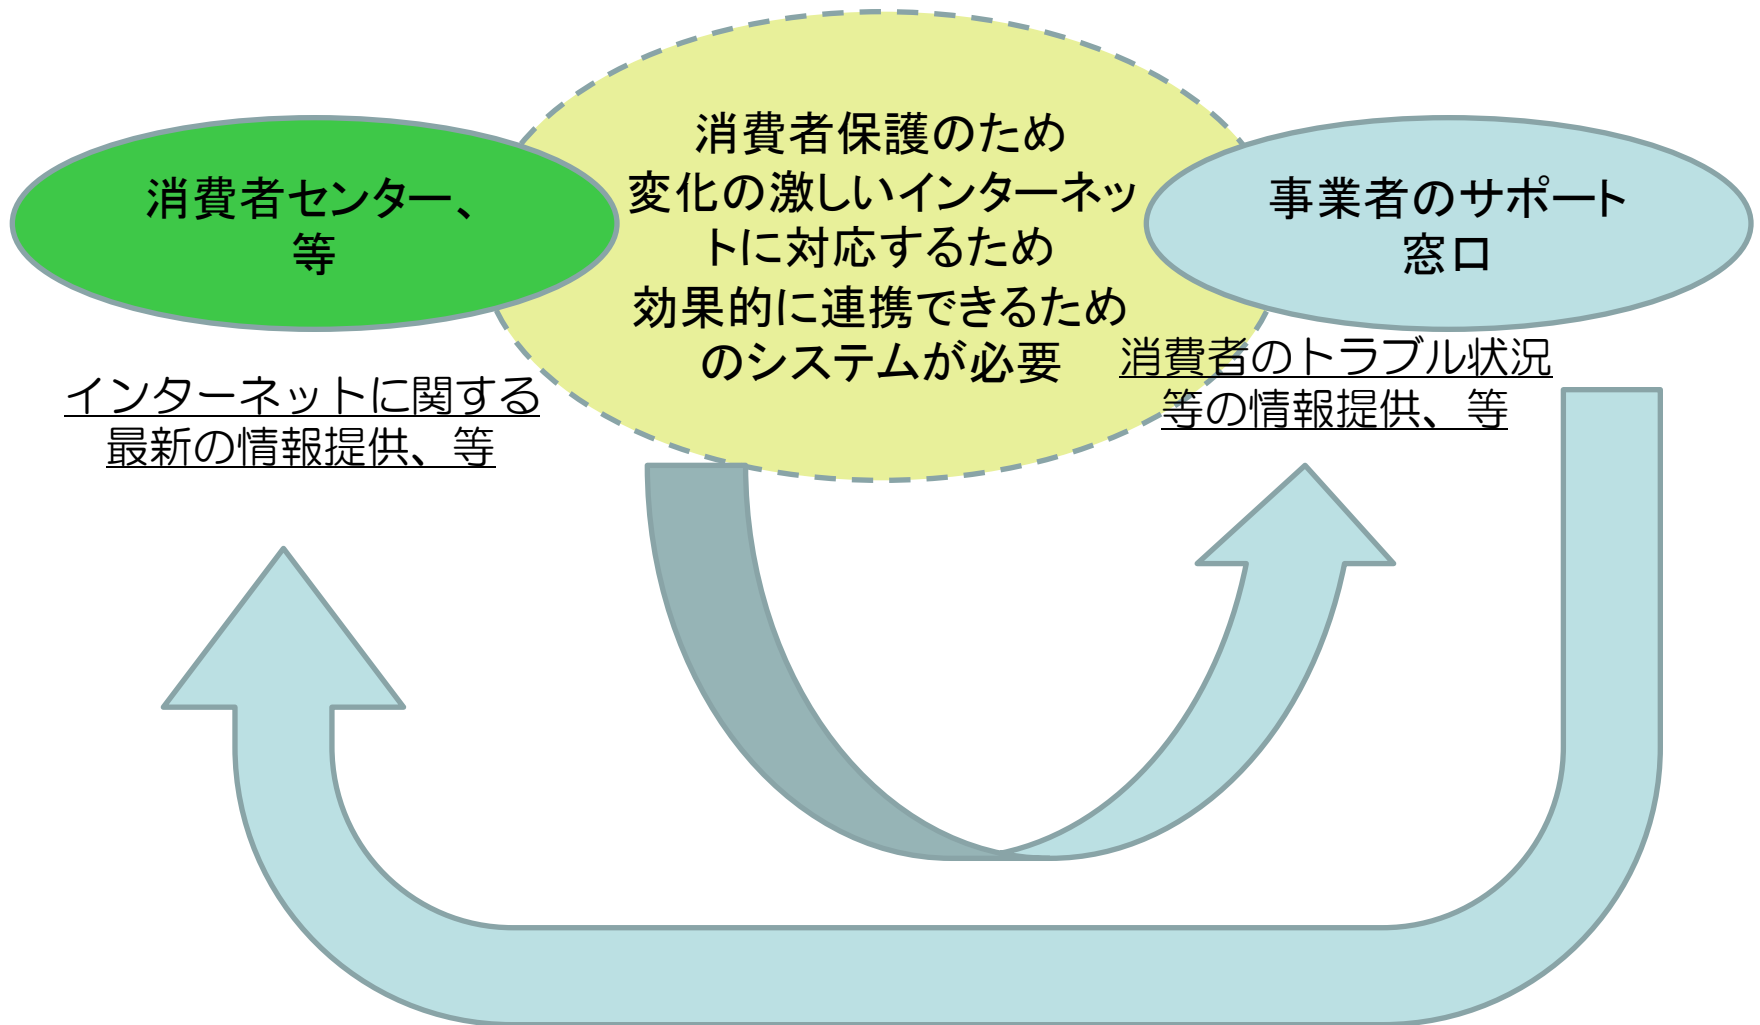 消費者保護のため
変化の激しいインターネッ
トに対応するため
効果的に連携できるため
のシステムが必要
消費者センター、
等
事業者のサポート
窓口
インターネットに関する
最新の情報提供、等
消費者のトラブル状況
等の情報提供、等